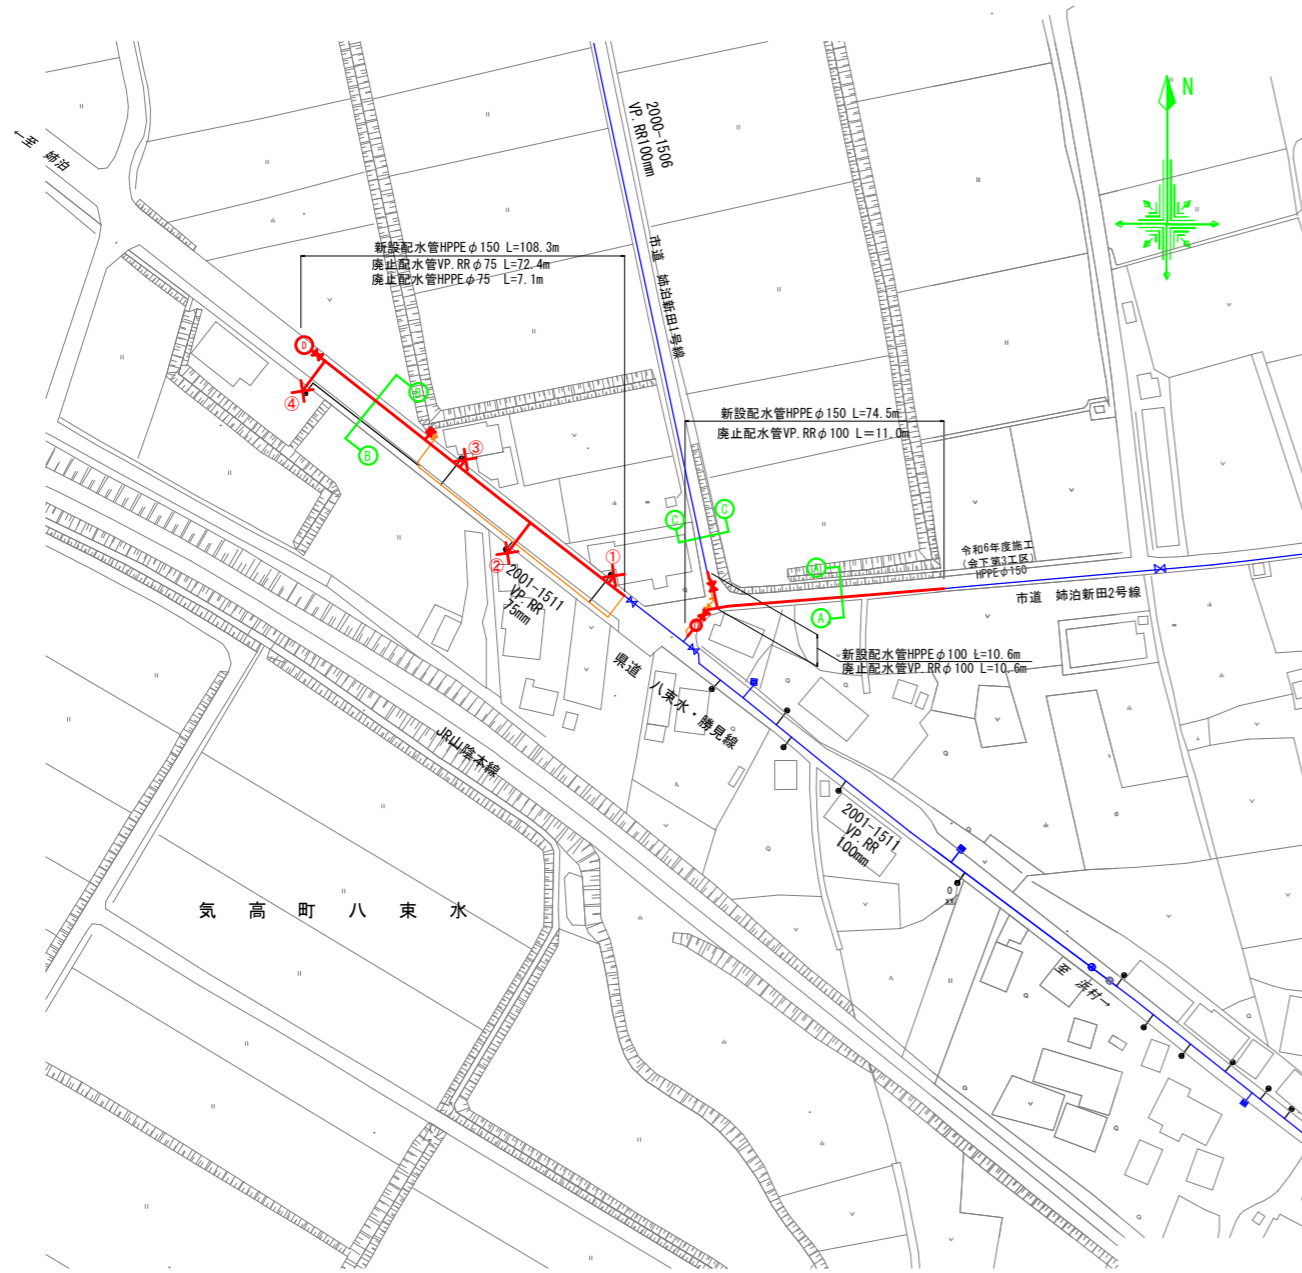 N
←至 姉泊
2000-1506
VP.RR100mm
市道 姉泊新田1号線
新設配水管HPPEφ150 L=108.3m
廃止配水管VP.RRφ75 L=72.4m
廃止配水管HPPEφ75 L=7.1m
D
④
B
B
③
新設配水管HPPEφ150 L=74.5m
廃止配水管VP.RRφ100 L=11.0m
C
C
①
②
2001-1511
VP.RR
75mm
A
A
令和6年度施工
(会下第3工区)
HPPEφ150
市道 姉泊新田2号線
新設配水管HPPEφ100 L=10.6m
廃止配水管VP.RRφ100 L=10.6m
県道 八束水・勝見線
JR山陰本線
2001-1511
VP.RR
100mm
気高町八束水
至 浜村→